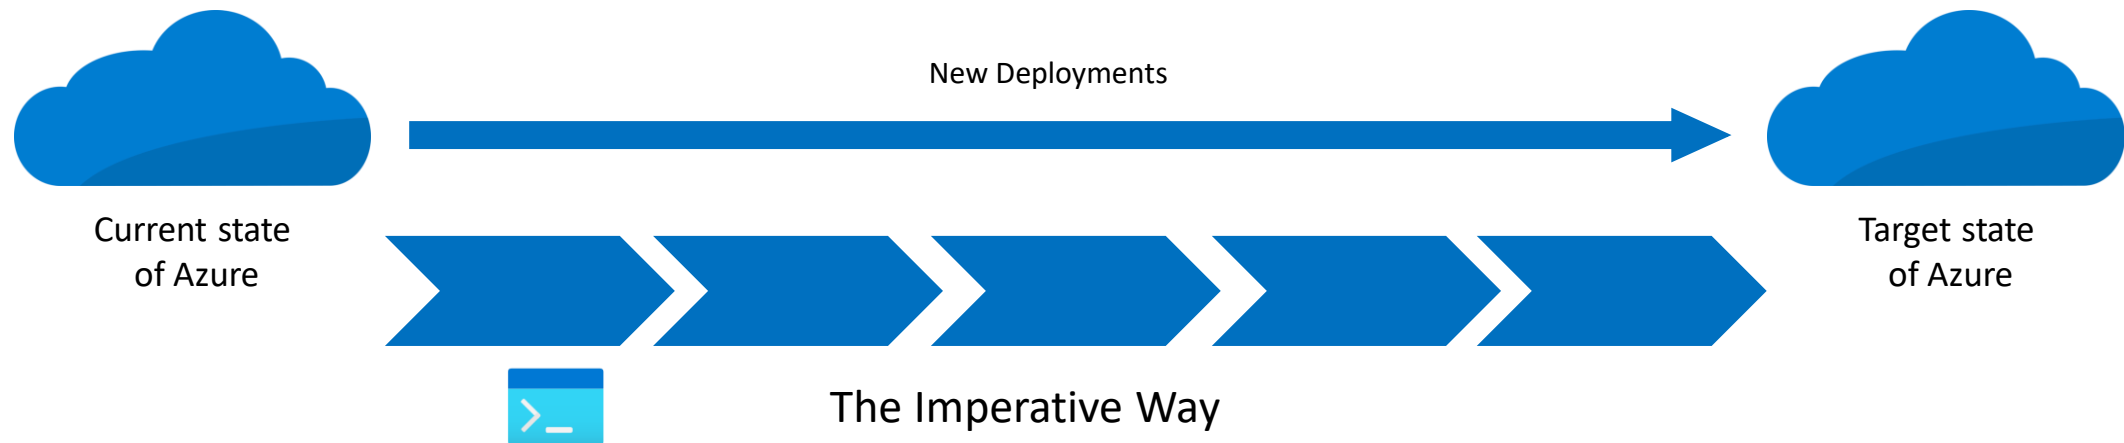 New Deployments
Current state
of Azure
Target state
of Azure
>_
The Imperative Way